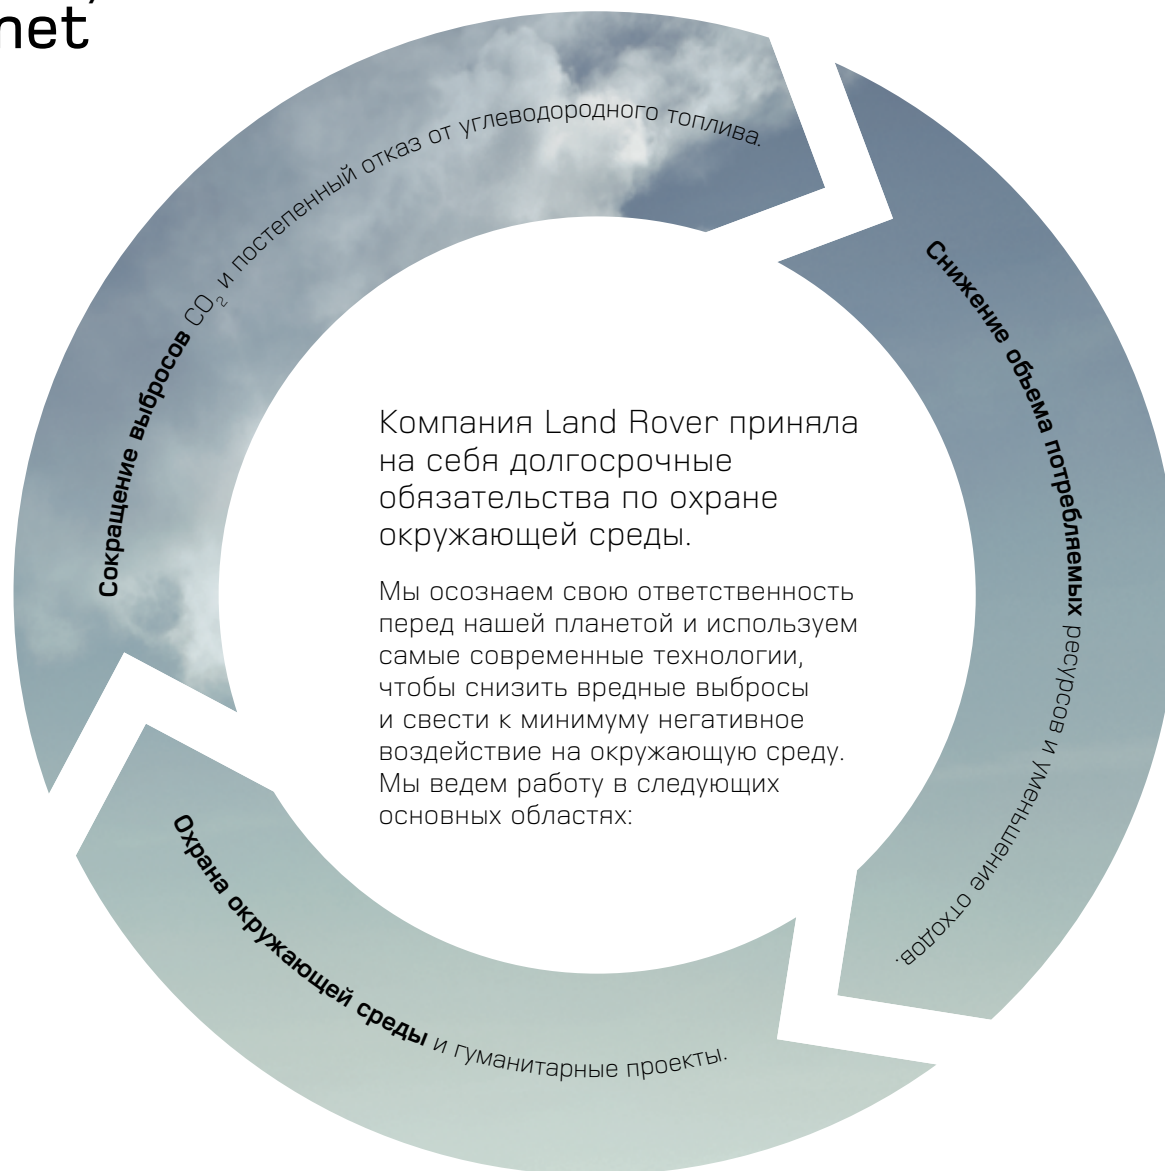 net
Сокращение выбросов CO₂ и постепенный отказ от углеводородного топлива.
Снижение объема потребляемых ресурсов и уменьшение отходов.
Компания Land Rover приняла
на себя долгосрочные
обязательства по охране
окружающей среды.
Мы осознаем свою ответственность
перед нашей планетой и используем
самые современные технологии,
чтобы снизить вредные выбросы
и свести к минимуму негативное
воздействие на окружающую среду.
Мы ведем работу в следующих
основных областях:
Охрана окружающей среды и гуманитарные проекты.